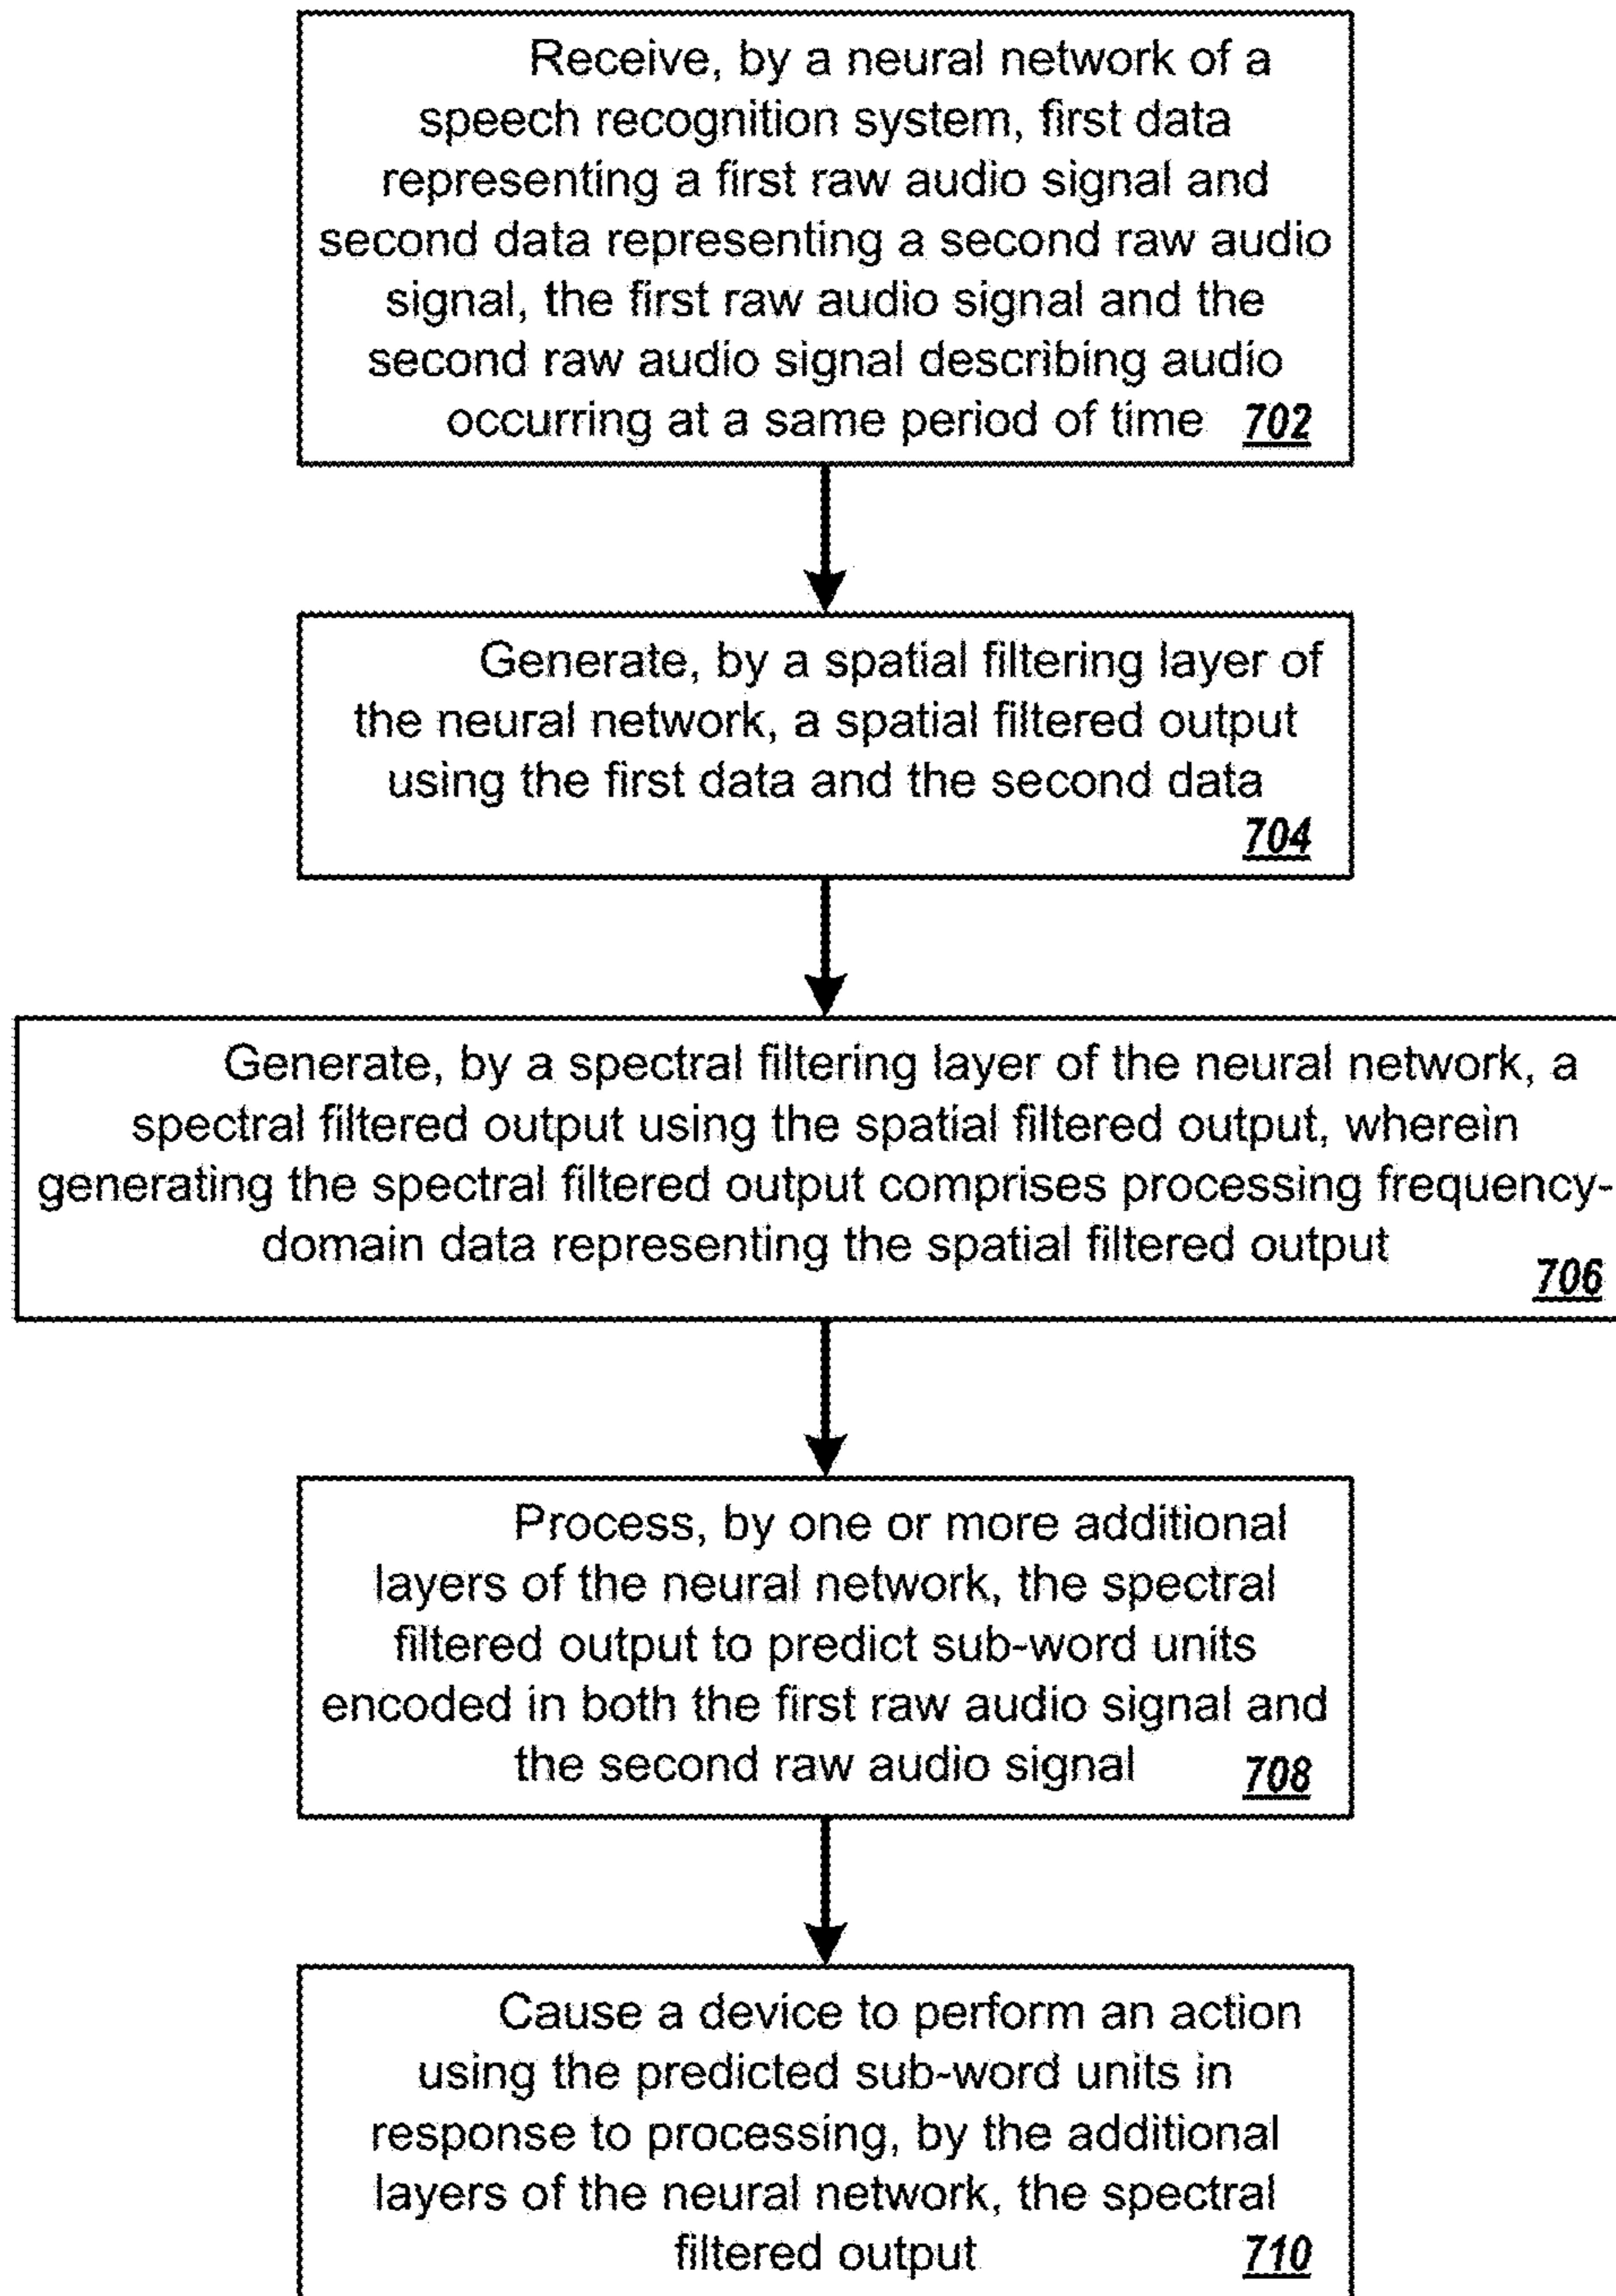 Receive, by a neural network of a
speech recognition system, first data
representing a first raw audio signal and
second data representing a second raw audio
signal, the first raw audio signal and the
second raw audio signal describing audio
occurring at a same period of time 702
Generate, by a spatial filtering layer of
the neural network, a spatial filtered output
using the first data and the second data
704
Generate, by a spectral filtering layer of the neural network, a
spectral filtered output using the spatial filtered output, wherein
generating the spectral filtered output comprises processing frequency-
domain data representing the spatial filtered output
706
Process, by one or more additional
layers of the neural network, the spectral
filtered output to predict sub-word units
encoded in both the first raw audio signal and
the second raw audio signal 708
Cause a device to perform an action
using the predicted sub-word units in
response to processing, by the additional
layers of the neural network, the spectral
filtered output 710